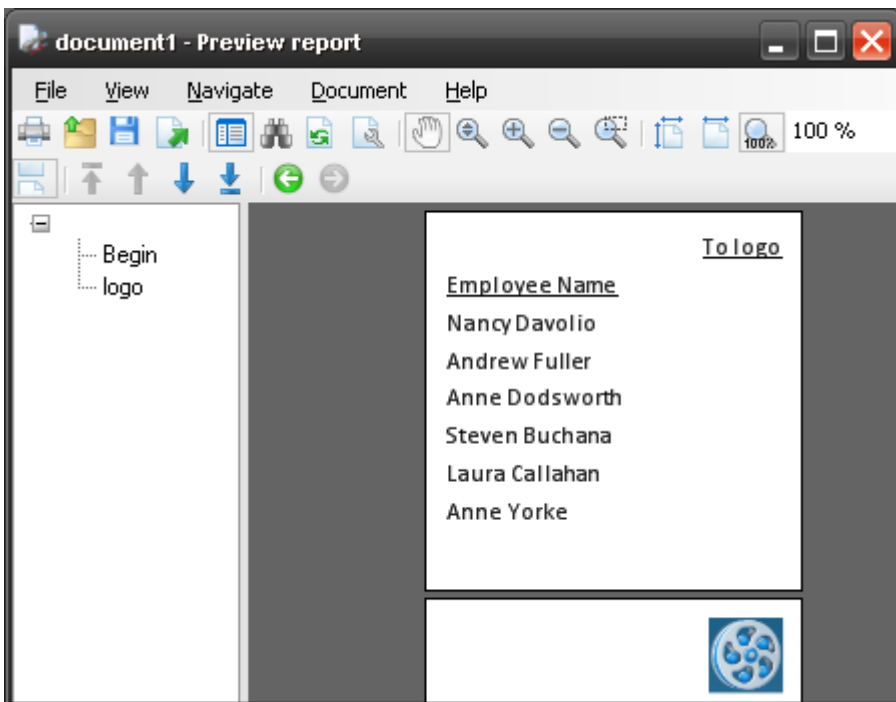 document1 - Preview report
File View Navigate Document Help
100%
100 %
Begin
logo
To logo
Employee Name
Nancy Davolio
Andrew Fuller
Anne Dodsworth
Steven Buchana
Laura Callahan
Anne Yorke